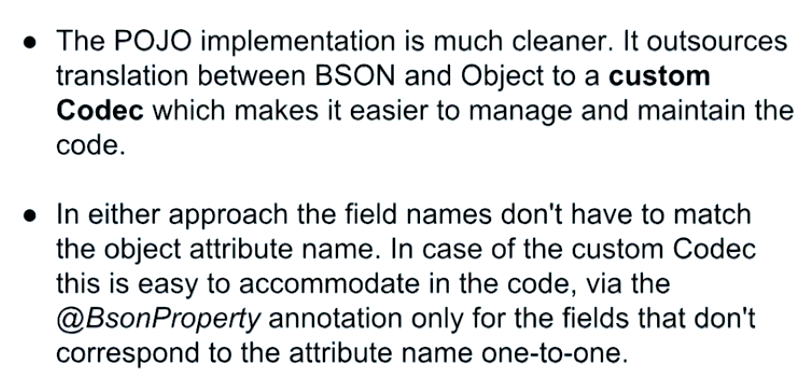 ● The POJO implementation is much cleaner. It outsources
translation between BSON and Object to a custom
Codec which makes it easier to manage and maintain the
code.
● In either approach the field names don't have to match
the object attribute name. In case of the custom Codec
this is easy to accommodate in the code, via the
@BsonProperty annotation only for the fields that don't
correspond to the attribute name one-to-one.